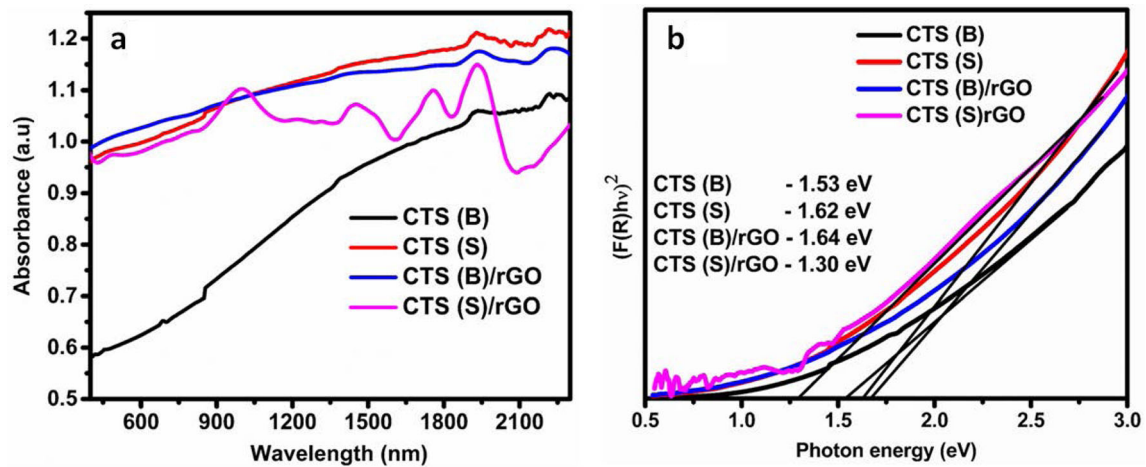 a
1.2
1.1
1.0
0.9
0.8
0.7
0.6
0.5
Absorbance (a.u)
CTS (B)
CTS (S)
CTS (B)/rGO
CTS (S)/rGO
600 900 1200 1500 1800 2100
Wavelength (nm)
b
CTS (B)
CTS (S)
CTS (B)/rGO
CTS (S)rGO
(F(R)hν)²
CTS (B) - 1.53 eV
CTS (S) - 1.62 eV
CTS (B)/rGO - 1.64 eV
CTS (S)/rGO - 1.30 eV
0.5 1.0 1.5 2.0 2.5 3.0
Photon energy (eV)